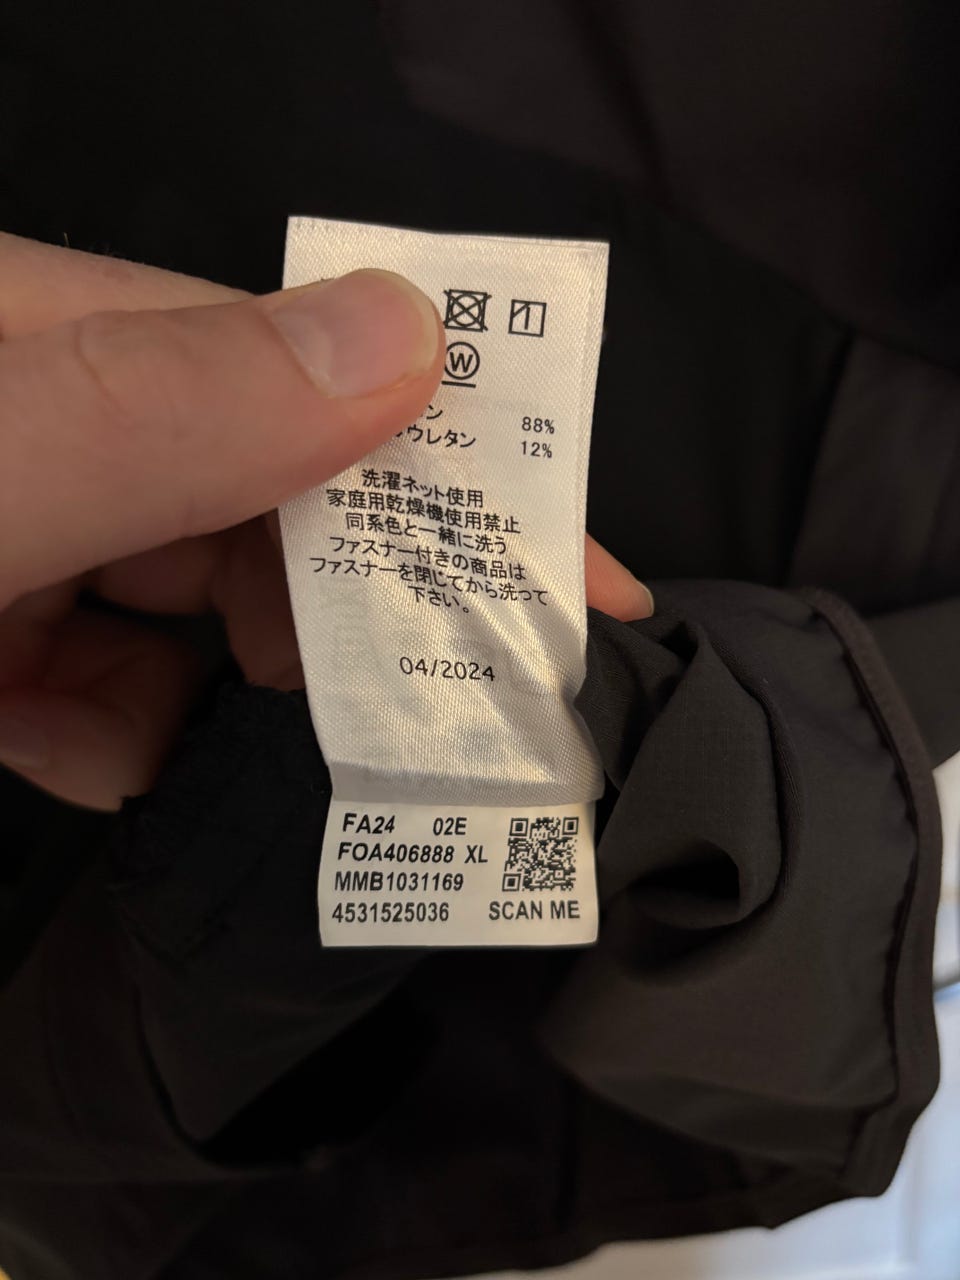 W
ン 88%
ウレタン 12%
洗濯ネット使用
家庭用乾燥機使用禁止
同系色と一緒に洗う
ファスナー付きの商品は
ファスナーを閉じてから洗って
下さい。
04/2024
FA24 02E
FOA406888 XL
MMB1031169
4531525036 SCAN ME